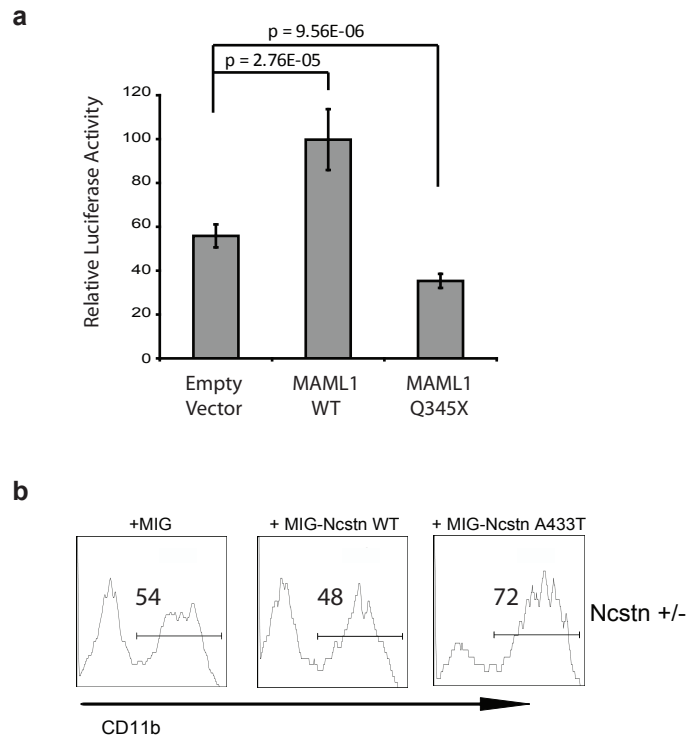 a
p = 9.56E-06
p = 2.76E-05
Relative Luciferase Activity
120
100
80
60
40
20
0
Empty Vector
MAML1 WT
MAML1 Q345X
b
+MIG
+ MIG-Ncstn WT
+ MIG-Ncstn A433T
54
48
72
Ncstn +/-
CD11b